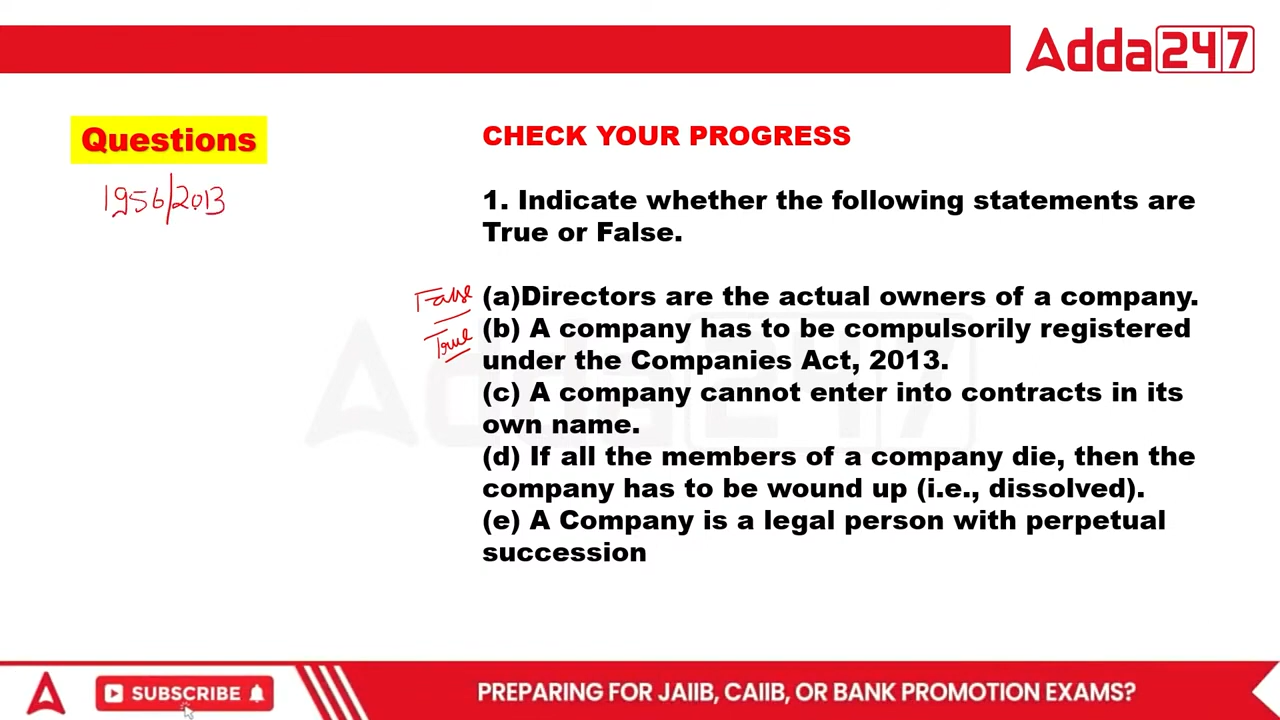 Adda247
Questions
1956/2013
CHECK YOUR PROGRESS
1. Indicate whether the following statements are
True or False.
False (a)Directors are the actual owners of a company.
True (b) A company has to be compulsorily registered
under the Companies Act, 2013.
(c) A company cannot enter into contracts in its
own name.
(d) If all the members of a company die, then the
company has to be wound up (i.e., dissolved).
(e) A Company is a legal person with perpetual
succession
Adda247
SUBSCRIBE
PREPARING FOR JAIIB, CAIIB, OR BANK PROMOTION EXAMS?